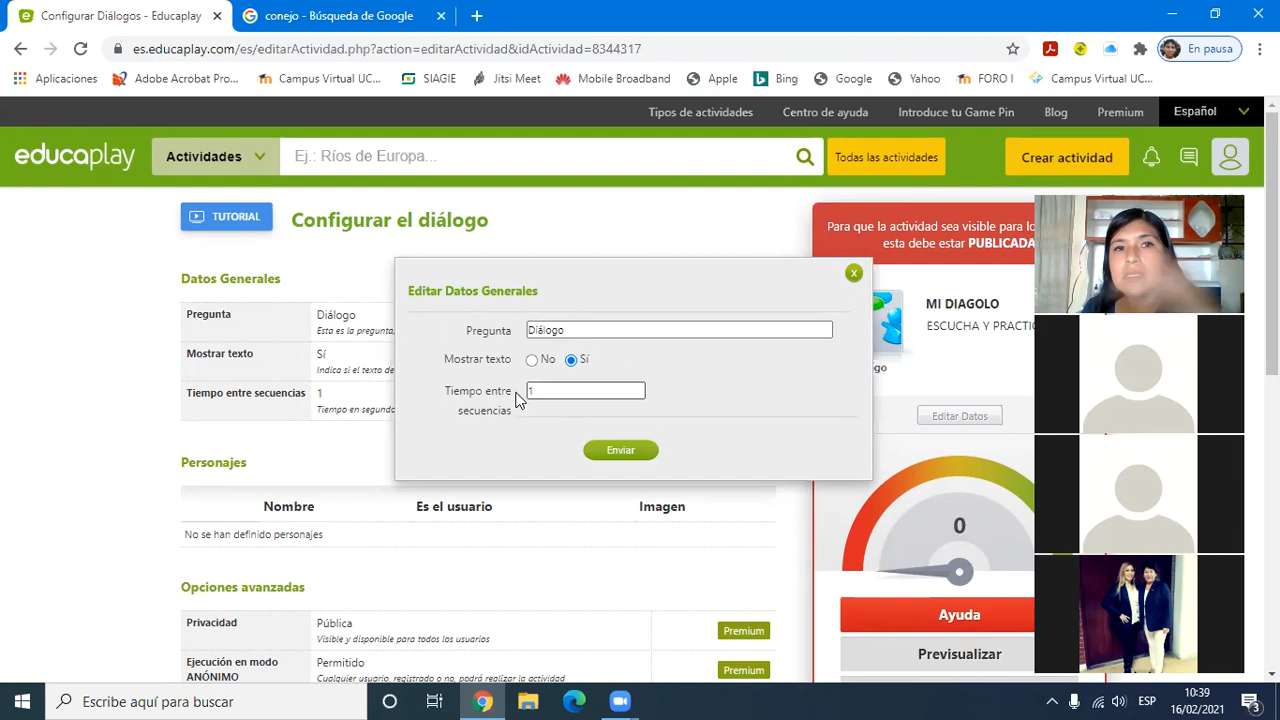 Configurar Diálogos - Educaplay
conejo - Búsqueda de Google
es.educaplay.com/es/editarActividad.php?action=editarActividad&idActividad=8344317
En pausa
Aplicaciones
Adobe Acrobat Pro...
Campus Virtual UC...
SIAGIE
Jitsi Meet
Mobile Broadband
Apple
Bing
Google
Yahoo
FORO I
Campus Virtual UC...
Tipos de actividades
Centro de ayuda
Introduce tu Game Pin
Blog
Premium
Español
educaplay
Actividades
Ej.: Ríos de Europa...
Todas las actividades
Crear actividad
TUTORIAL
Configurar el diálogo
Para que la actividad sea visible para lo
esta debe estar PUBLICADA
Datos Generales
Pregunta
Diálogo
Esta es la pregunta,
Mostrar texto
Sí
Indica si el texto de
Tiempo entre secuencias
1
Tiempo en segundo
Editar Datos Generales
x
Pregunta
Diálogo
Mostrar texto
No
Sí
Tiempo entre
secuencias
1
Enviar
MI DIAGOLO
ESCUCHA Y PRACTIC
ogo
Editar Datos
Personajes
Nombre
Es el usuario
Imagen
No se han definido personajes
0
Opciones avanzadas
Privacidad
Pública
Visible y disponible para todos los usuarios
Premium
Ejecución en modo
ANÓNIMO
Permitido
Cualquier usuario, registrado o no, podrá realizar la actividad
Premium
Ayuda
Previsualizar
Escribe aquí para buscar
ESP
10:39
16/02/2021
3